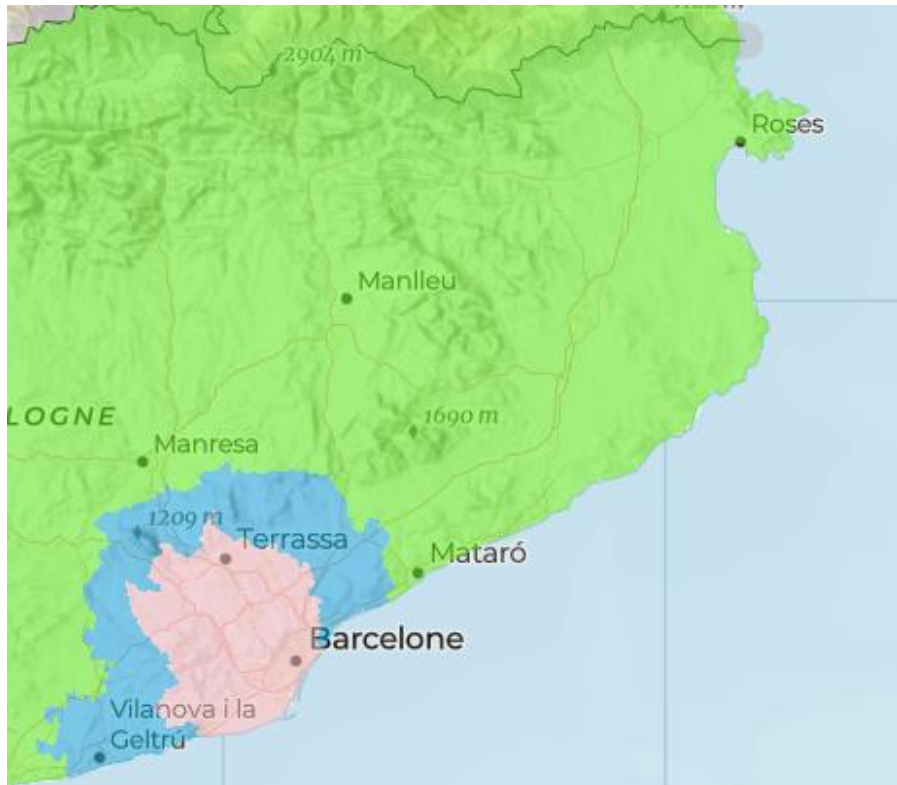 2904 m
Roses
Manlleu
LOGNE
1690 m
Manresa
1209 m
Terrassa
Mataró
Barcelone
Vilanova i la
Geltrú